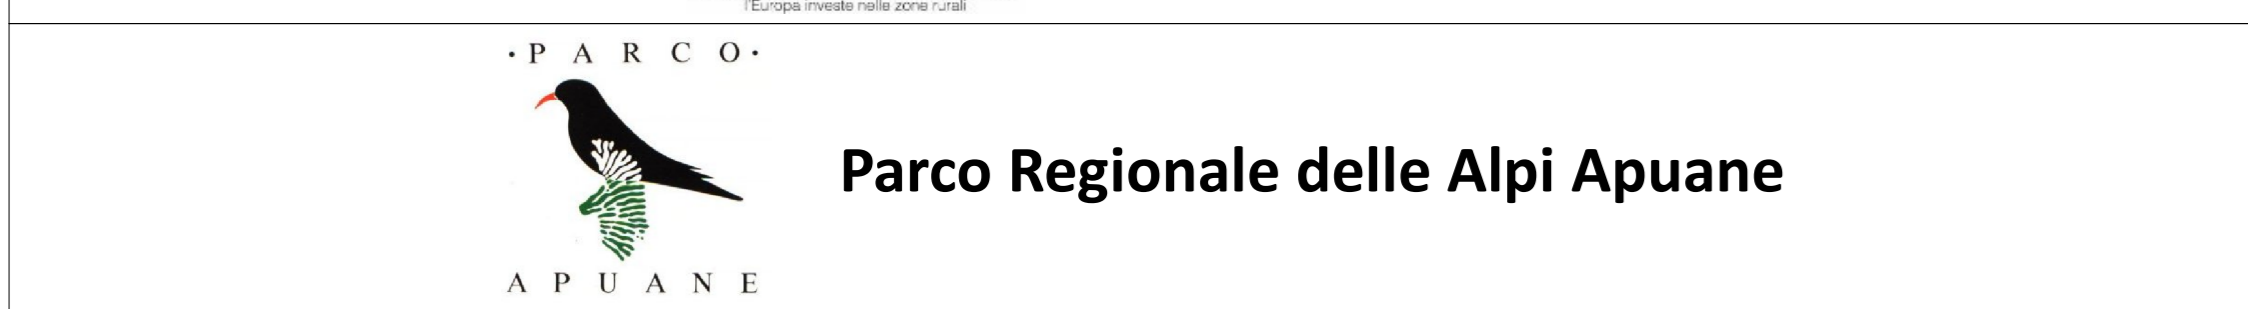 l'Europa investe nelle zone rurali
· P A R C O ·
Parco Regionale delle Alpi Apuane
A P U A N E